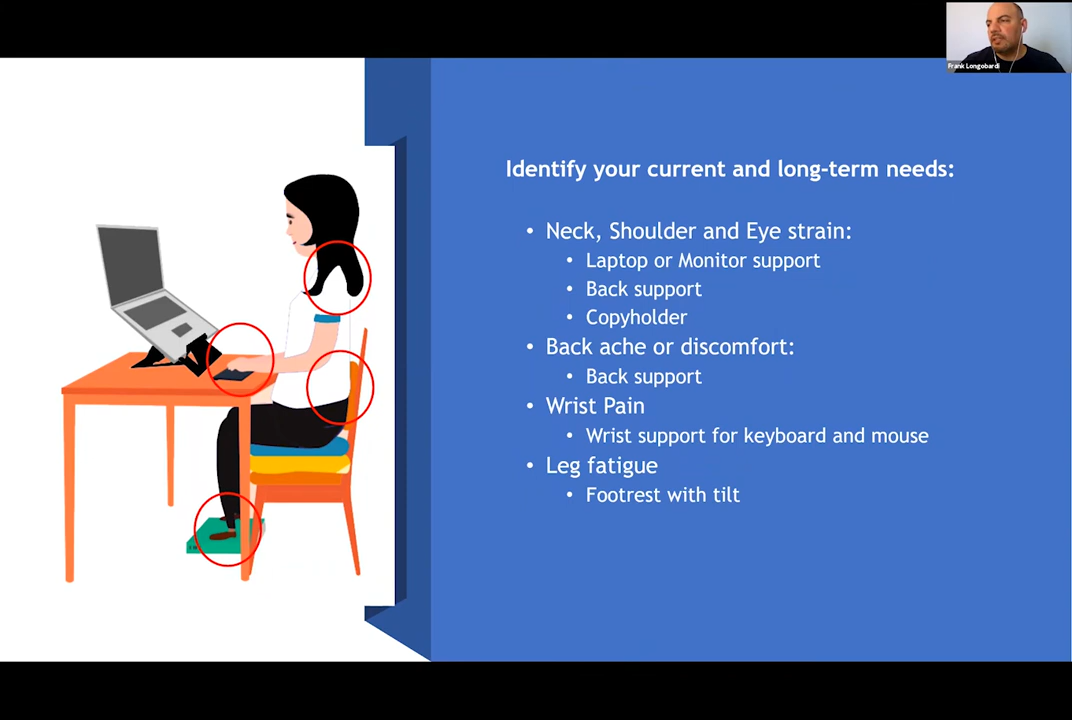 Frank Longobardi
Identify your current and long-term needs:
• Neck, Shoulder and Eye strain:
• Laptop or Monitor support
• Back support
• Copyholder
• Back ache or discomfort:
• Back support
• Wrist Pain
• Wrist support for keyboard and mouse
• Leg fatigue
• Footrest with tilt